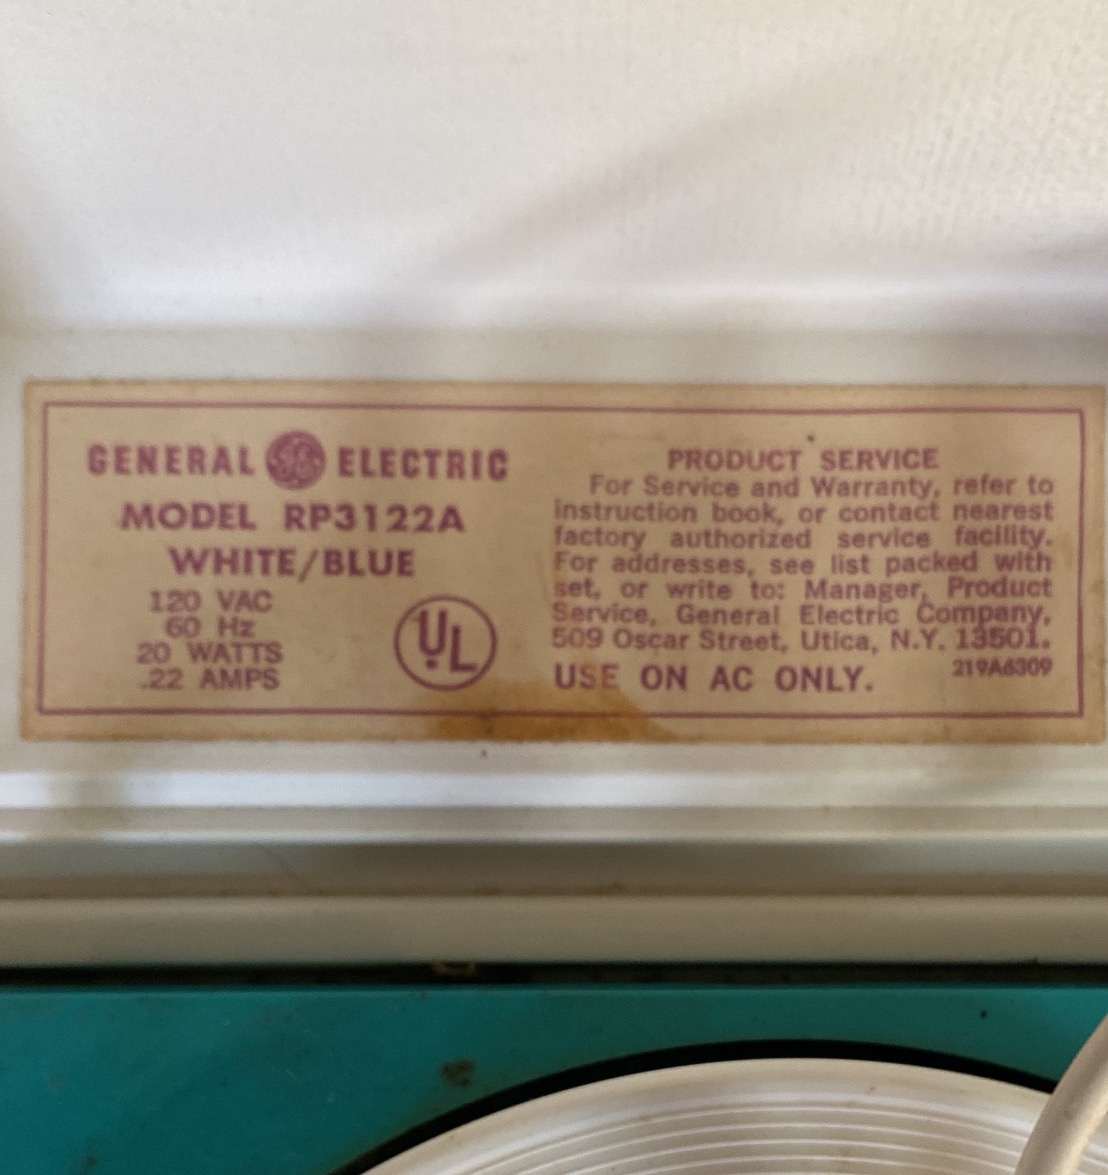 GENERAL GE ELECTRIC
MODEL RP3122A
WHITE/BLUE
120 VAC
60 Hz
20 WATTS
.22 AMPS
UL
PRODUCT SERVICE
For Service and Warranty, refer to
instruction book, or contact nearest
factory authorized service facility.
For addresses, see list packed with
set, or write to: Manager, Product
Service, General Electric Company,
509 Oscar Street, Utica, N.Y. 13501.
USE ON AC ONLY.
219A6309